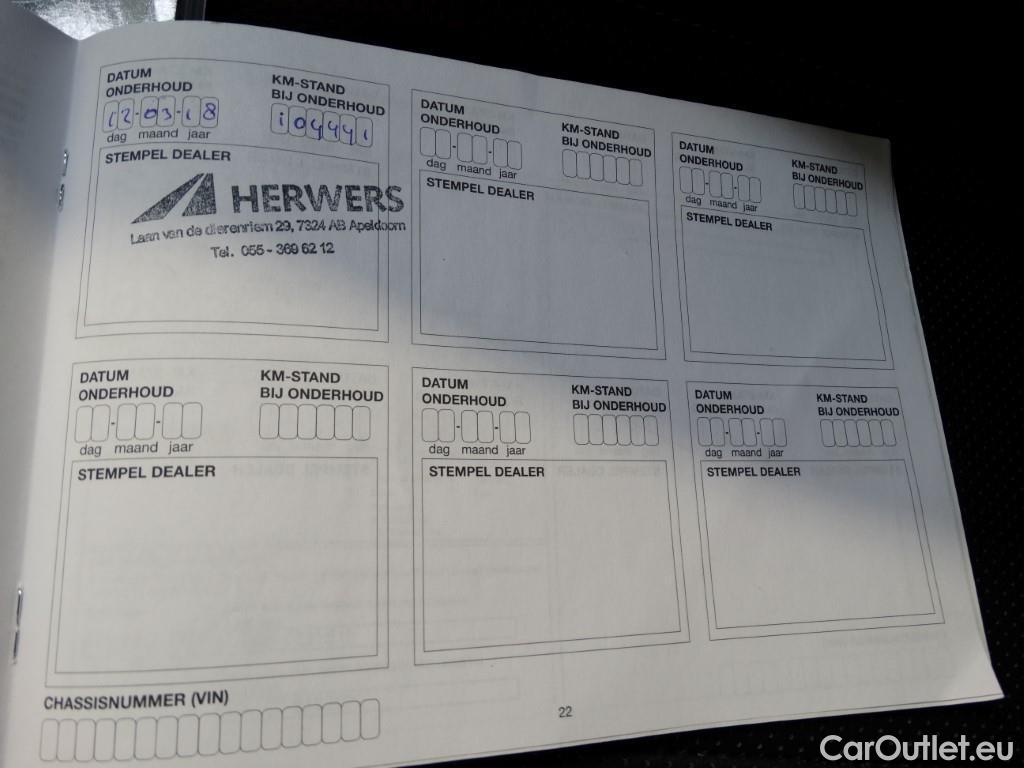 DATUM
ONDERHOUD
12-03-18
dag maand jaar
KM-STAND
BIJ ONDERHOUD
104441
STEMPEL DEALER
HERWERS
Laan van de dierenriem 29, 7324 AB Apeldoorn
Tel. 055 - 369 62 12
DATUM
ONDERHOUD
dag maand jaar
KM-STAND
BIJ ONDERHOUD
STEMPEL DEALER
DATUM
ONDERHOUD
dag maand jaar
KM-STAND
BIJ ONDERHOUD
STEMPEL DEALER
DATUM
ONDERHOUD
dag maand jaar
KM-STAND
BIJ ONDERHOUD
STEMPEL DEALER
DATUM
ONDERHOUD
dag maand jaar
KM-STAND
BIJ ONDERHOUD
STEMPEL DEALER
DATUM
ONDERHOUD
dag maand jaar
KM-STAND
BIJ ONDERHOUD
STEMPEL DEALER
CHASSISNUMMER (VIN)
22
CarOutlet.eu